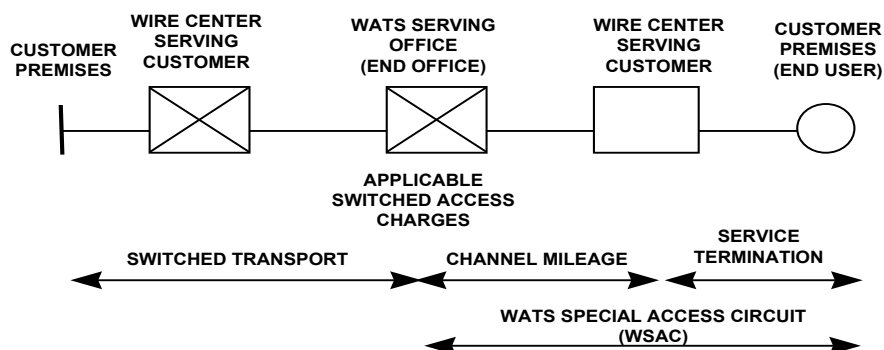 CUSTOMER
PREMISES
WIRE CENTER
SERVING
CUSTOMER
WATS SERVING
OFFICE
(END OFFICE)
WIRE CENTER
SERVING
CUSTOMER
CUSTOMER
PREMISES
(END USER)
APPLICABLE
SWITCHED ACCESS
CHARGES
SWITCHED TRANSPORT
CHANNEL MILEAGE
SERVICE
TERMINATION
WATS SPECIAL ACCESS CIRCUIT
(WSAC)